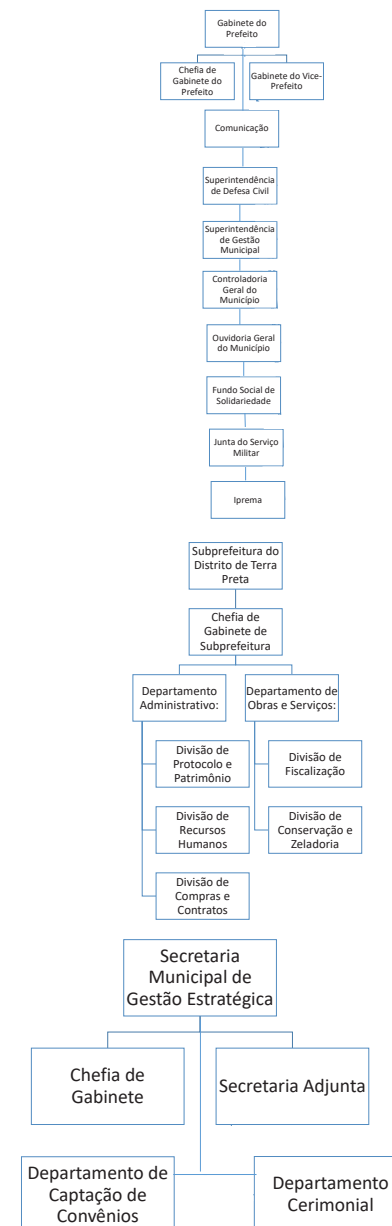 Gabinete do
Prefeito
Chefia de
Gabinete do
Prefeito
Gabinete do Vice-
Prefeito
Comunicação
Superintendência
de Defesa Civil
Superintendência
de Gestão
Municipal
Controladoria
Geral do
Município
Ouvidoria Geral
do Município
Fundo Social de
Solidariedade
Junta do Serviço
Militar
Iprema
Subprefeitura do
Distrito de Terra
Preta
Chefia de
Gabinete de
Subprefeitura
Departamento
Administrativo:
Departamento de
Obras e Serviços:
Divisão de
Protocolo e
Patrimônio
Divisão de
Fiscalização
Divisão de
Recursos
Humanos
Divisão de
Conservação e
Zeladoria
Divisão de
Compras e
Contratos
Secretaria
Municipal de
Gestão Estratégica
Chefia de
Gabinete
Secretaria Adjunta
Departamento de
Captação de
Convênios
Departamento
Cerimonial